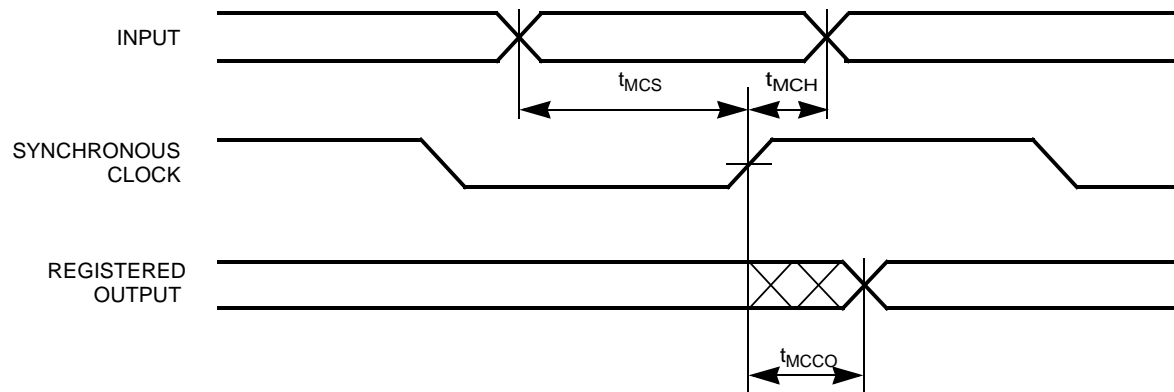 INPUT
tMCS
tMCH
SYNCHRONOUS
CLOCK
REGISTERED
OUTPUT
tMCCO